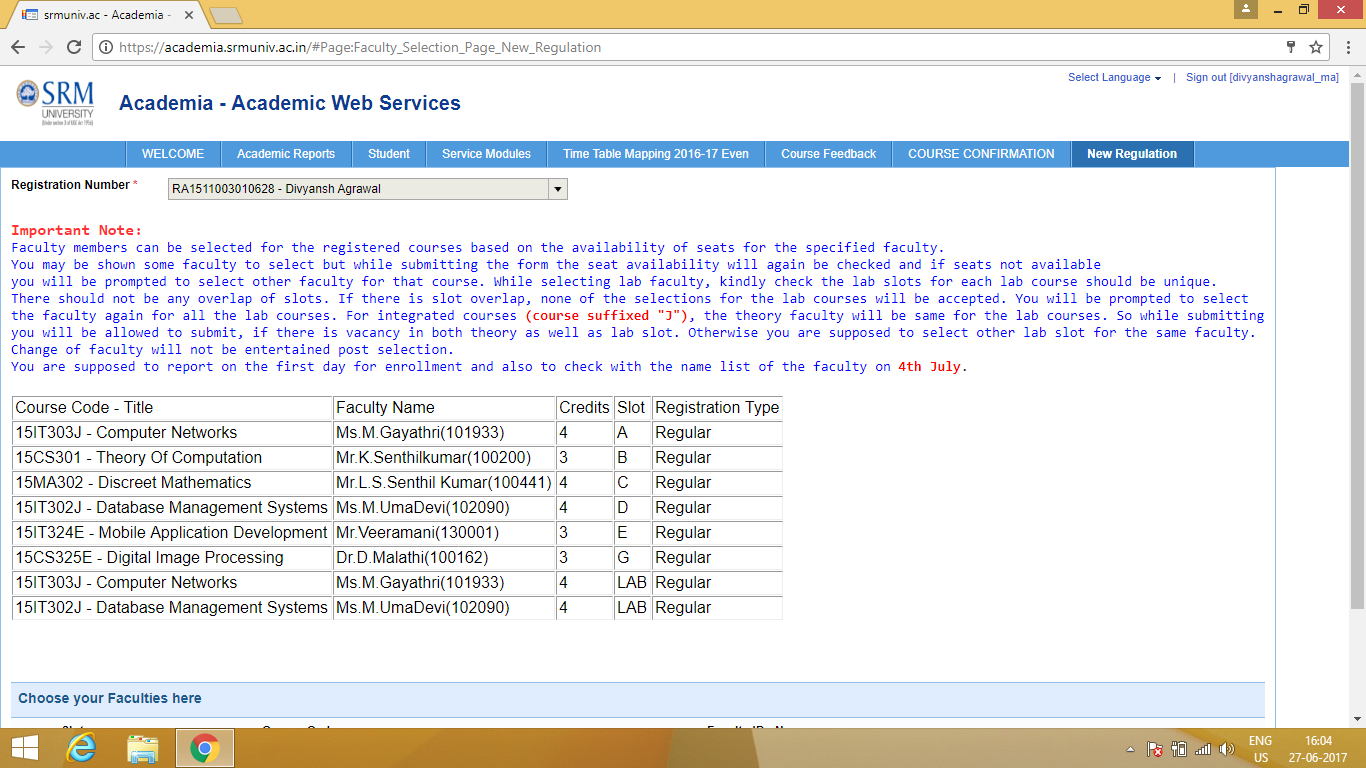 srmuniv.ac - Academia -
https://academia.srmuniv.ac.in/#Page:Faculty_Selection_Page_New_Regulation
Select Language | Sign out [divyanshagrawal_ma]
SRM
UNIVERSITY
Academia - Academic Web Services
WELCOME Academic Reports Student Service Modules Time Table Mapping 2016-17 Even Course Feedback COURSE CONFIRMATION New Regulation
Registration Number * RA1511003010628 - Divyansh Agrawal
Important Note:
Faculty members can be selected for the registered courses based on the availability of seats for the specified faculty.
You may be shown some faculty to select but while submitting the form the seat availability will again be checked and if seats not available
you will be prompted to select other faculty for that course. While selecting lab faculty, kindly check the lab slots for each lab course should be unique.
There should not be any overlap of slots. If there is slot overlap, none of the selections for the lab courses will be accepted. You will be prompted to select
the faculty again for all the lab courses. For integrated courses (course suffixed "J"), the theory faculty will be same for the lab courses. So while submitting
you will be allowed to submit, if there is vacancy in both theory as well as lab slot. Otherwise you are supposed to select other lab slot for the same faculty.
Change of faculty will not be entertained post selection.
You are supposed to report on the first day for enrollment and also to check with the name list of the faculty on 4th July.
Course Code - Title Faculty Name Credits Slot Registration Type
15IT303J - Computer Networks Ms.M.Gayathri(101933) 4 A Regular
15CS301 - Theory Of Computation Mr.K.Senthilkumar(100200) 3 B Regular
15MA302 - Discreet Mathematics Mr.L.S.Senthil Kumar(100441) 4 C Regular
15IT302J - Database Management Systems Ms.M.UmaDevi(102090) 4 D Regular
15IT324E - Mobile Application Development Mr.Veeramani(130001) 3 E Regular
15CS325E - Digital Image Processing Dr.D.Malathi(100162) 3 G Regular
15IT303J - Computer Networks Ms.M.Gayathri(101933) 4 LAB Regular
15IT302J - Database Management Systems Ms.M.UmaDevi(102090) 4 LAB Regular
Choose your Faculties here
ENG 16:04
US 27-06-2017